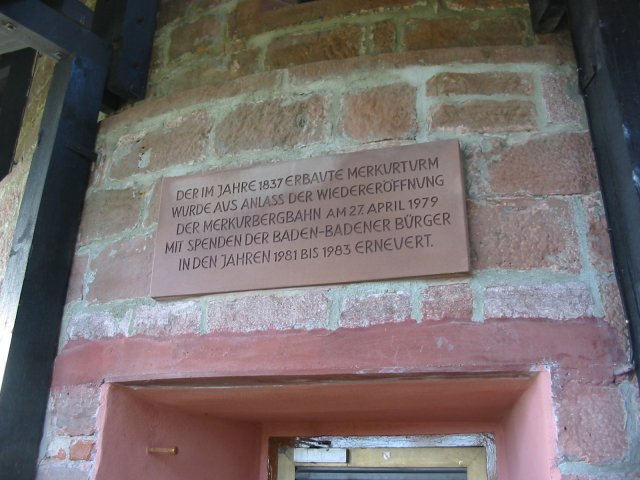 DER IM JAHRE 1837 ERBAUTE MERKURTURM
WURDE AUS ANLASS DER WIEDERERÖFFNUNG
DER MERKURBERGBAHN AM 27. APRIL 1979
MIT SPENDEN DER BADEN-BADENER BÜRGER
IN DEN JAHREN 1981 BIS 1983 ERNEUERT.